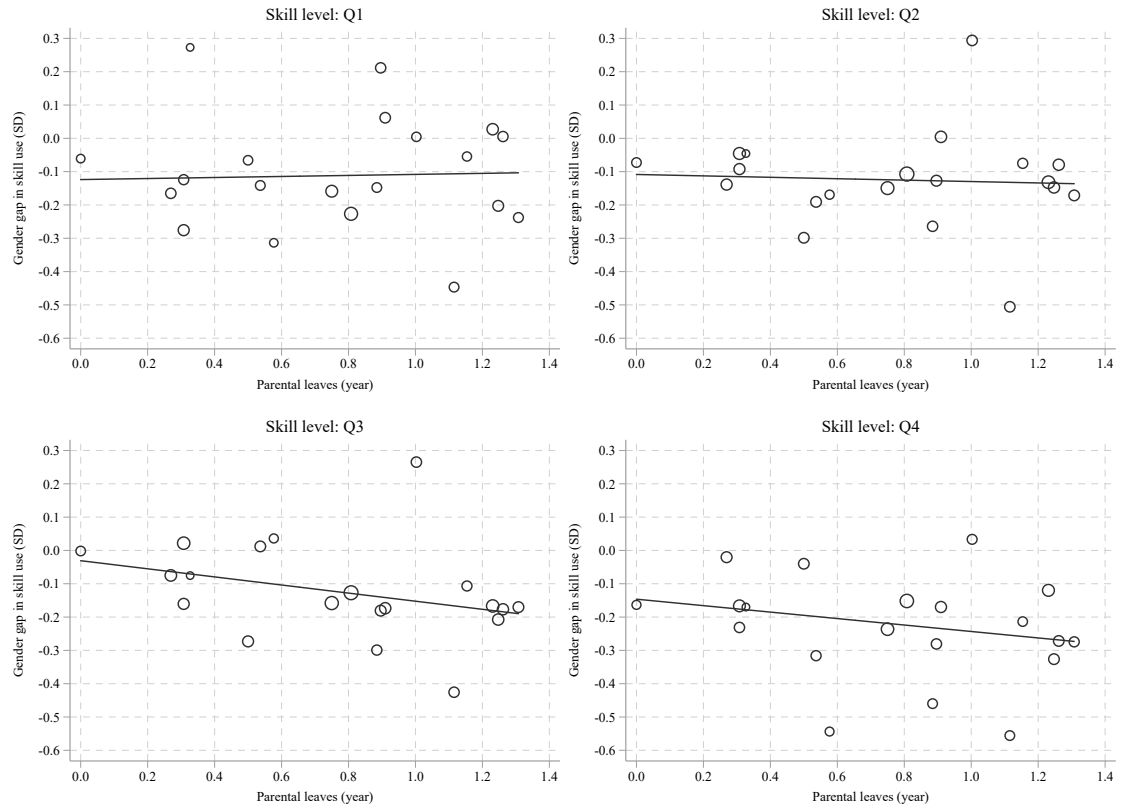 Skill level: Q1
Gender gap in skill use (SD)
0.3
0.2
0.1
0.0
-0.1
-0.2
-0.3
-0.4
-0.5
-0.6
0.0 0.2 0.4 0.6 0.8 1.0 1.2 1.4
Parental leaves (year)
Skill level: Q2
Gender gap in skill use (SD)
0.3
0.2
0.1
0.0
-0.1
-0.2
-0.3
-0.4
-0.5
-0.6
0.0 0.2 0.4 0.6 0.8 1.0 1.2 1.4
Parental leaves (year)
Skill level: Q3
Gender gap in skill use (SD)
0.3
0.2
0.1
0.0
-0.1
-0.2
-0.3
-0.4
-0.5
-0.6
0.0 0.2 0.4 0.6 0.8 1.0 1.2 1.4
Parental leaves (year)
Skill level: Q4
Gender gap in skill use (SD)
0.3
0.2
0.1
0.0
-0.1
-0.2
-0.3
-0.4
-0.5
-0.6
0.0 0.2 0.4 0.6 0.8 1.0 1.2 1.4
Parental leaves (year)